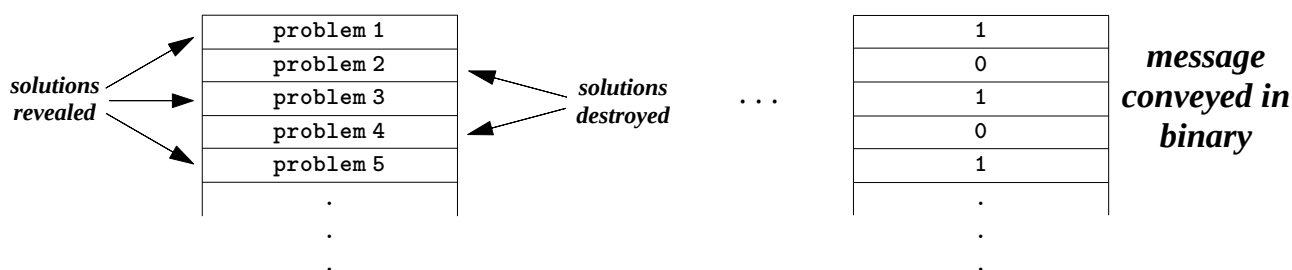 problem 1
problem 2
problem 3
problem 4
problem 5
.
.
.
solutions
revealed
solutions
destroyed
...
1
0
1
0
1
.
.
.
message
conveyed in
binary